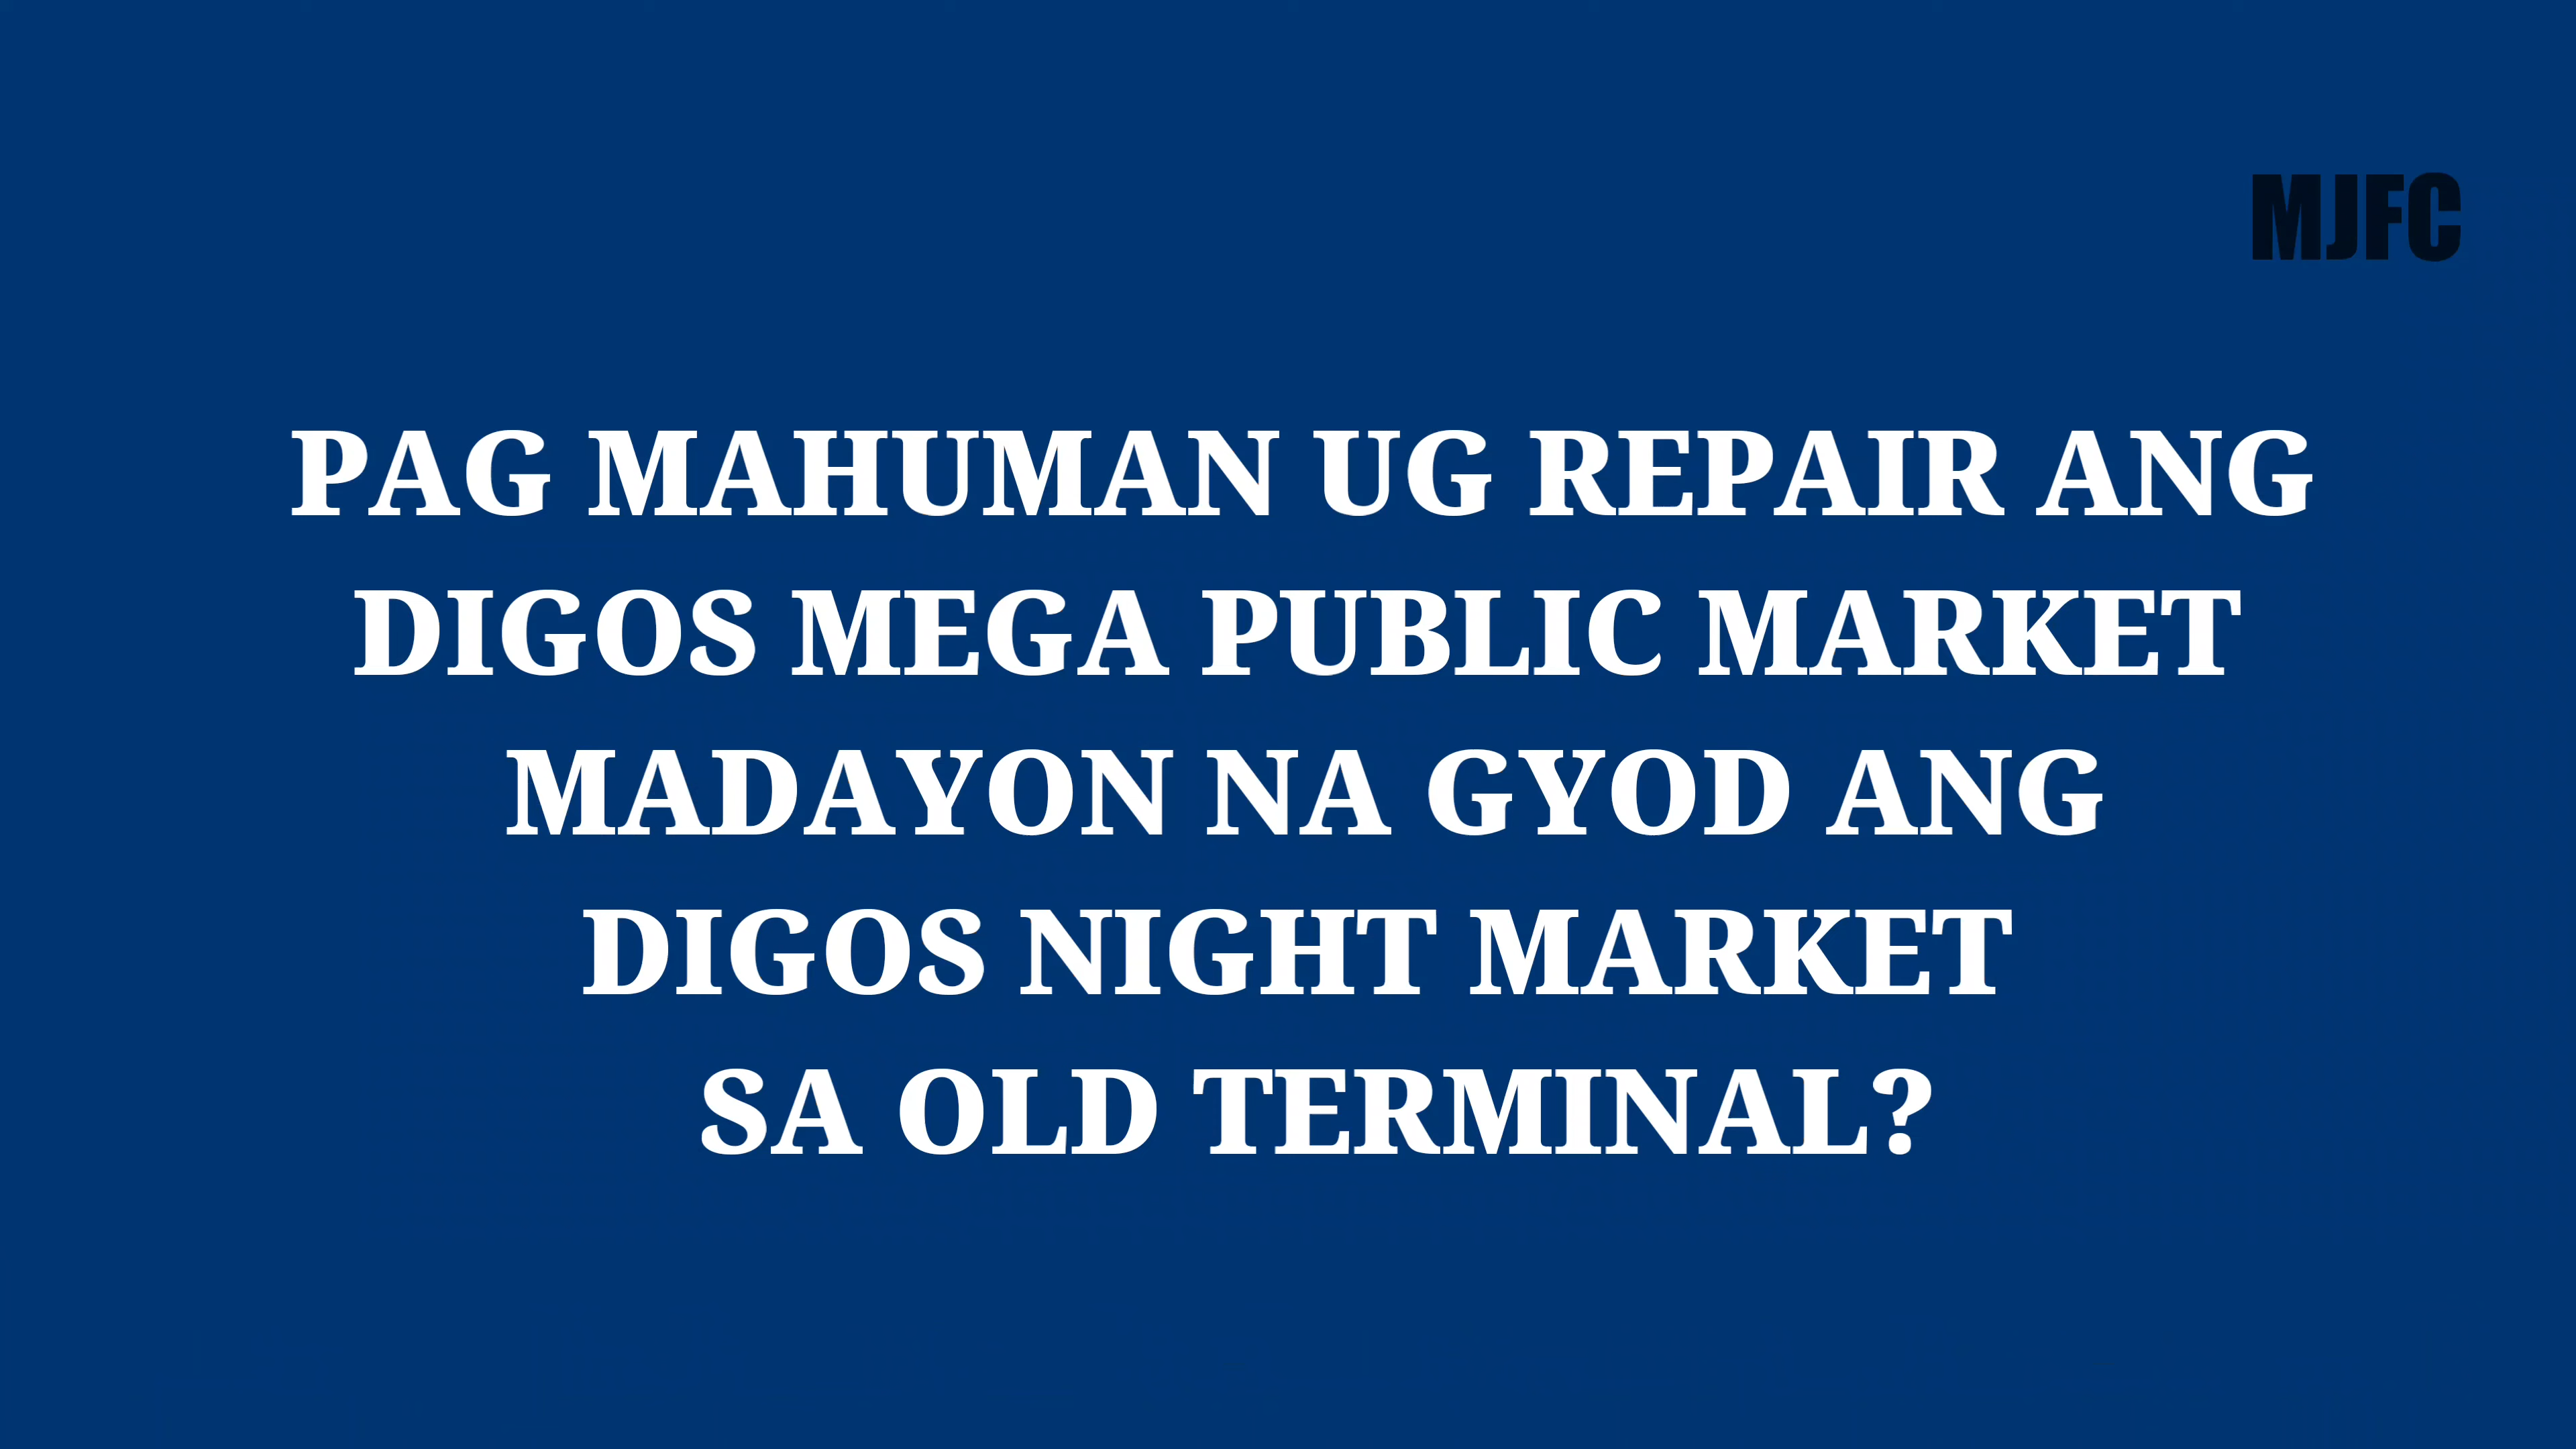 MJFC
PAG MAHUMAN UG REPAIR ANG
DIGOS MEGA PUBLIC MARKET
MADAYON NA GYOD ANG
DIGOS NIGHT MARKET
SA OLD TERMINAL?